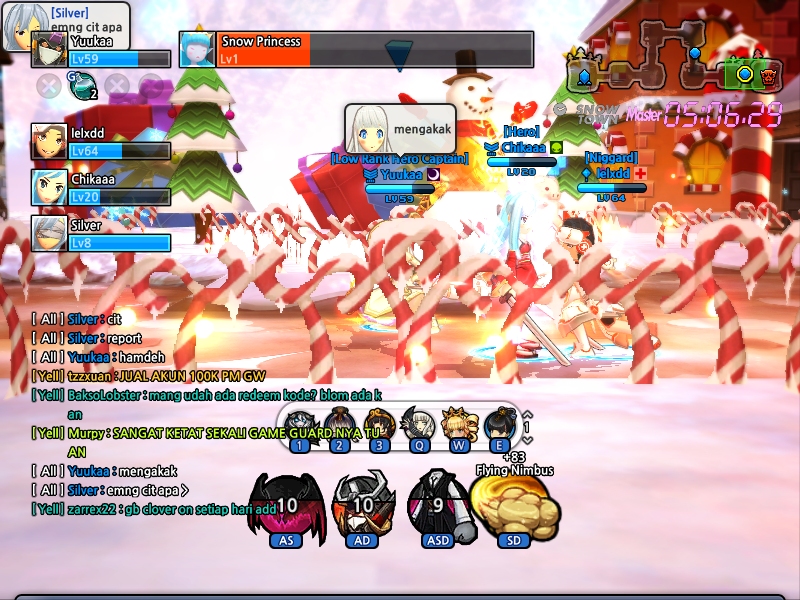 [Silver]
emng cit apa
Yuukaa
Lv59
G
2
Snow Princess
Lv1
SNOW TOWN Master 05:06.29
Ielxdd
Lv64
Chikaaa
Lv20
Silver
Lv8
mengakak
[Low Rank Hero Captain]
Yuukaa
LV 59
[Hero]
Chikaaa
LV 20
[Niggard]
Ielxdd
LV 64
[ All ] Silver : cit
[ All ] Silver : report
[ All ] Yuukaa : hamdeh
[Yell] tzzxuan : JUAL AKUN 100K PM GW
[Yell] BaksoLobster : mang udah ada redeem kode? blom ada k
an
[Yell] Murpy : SANGAT KETAT SEKALI GAME GUARD NYA TU
AN
[ All ] Yuukaa : mengakak
[ All ] Silver : emng cit apa >
[Yell] zarrex22 : gb clover on setiap hari add
1 2 3 Q W E
1
+83
Flying Nimbus
10 10 9
AS AD ASD SD